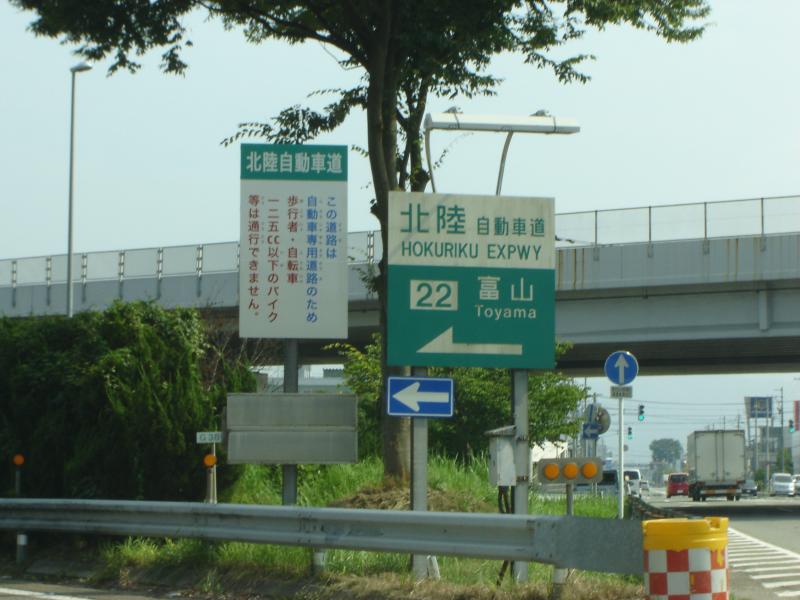 北陸自動車道
この道路は
自動車専用道路のため
歩行者・自転車
一二五cc以下のバイク
等は通行できません。
北陸 自動車道
HOKURIKU EXPWY
22 富山
Toyama